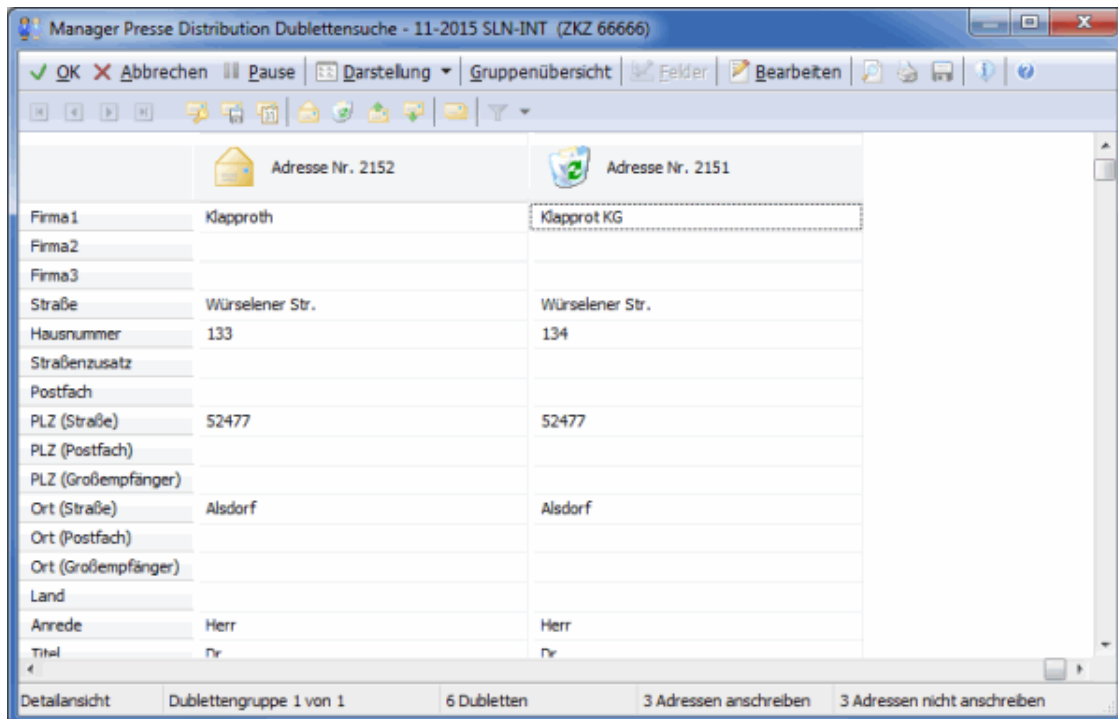 Manager Presse Distribution Dublettensuche - 11-2015 SLN-INT (ZKZ 66666)
OK Abbrechen Pause Darstellung Gruppenübersicht Felder Bearbeiten
Adresse Nr. 2152 Adresse Nr. 2151
Firma1 Klapproth Klapprot KG
Firma2
Firma3
Straße Würselener Str. Würselener Str.
Hausnummer 133 134
Straßenzusatz
Postfach
PLZ (Straße) 52477 52477
PLZ (Postfach)
PLZ (Großempfänger)
Ort (Straße) Alsdorf Alsdorf
Ort (Postfach)
Ort (Großempfänger)
Land
Anrede Herr Herr
Titel Dr Dr
Detailansicht Dublettengruppe 1 von 1 6 Dubletten 3 Adressen anschreiben 3 Adressen nicht anschreiben